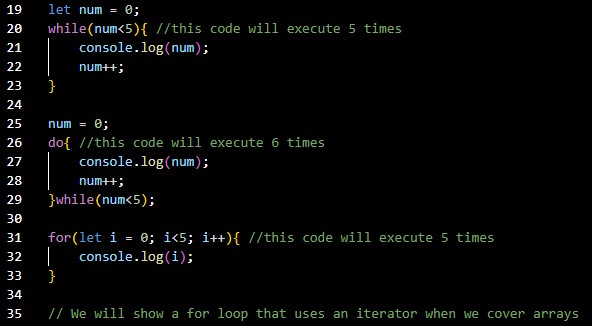 19 let num = 0;
20 while(num<5){ //this code will execute 5 times
21     console.log(num);
22     num++;
23 }
24
25 num = 0;
26 do{ //this code will execute 6 times
27     console.log(num);
28     num++;
29 }while(num<5);
30
31 for(let i = 0; i<5; i++){ //this code will execute 5 times
32     console.log(i);
33 }
34
35 // We will show a for loop that uses an iterator when we cover arrays